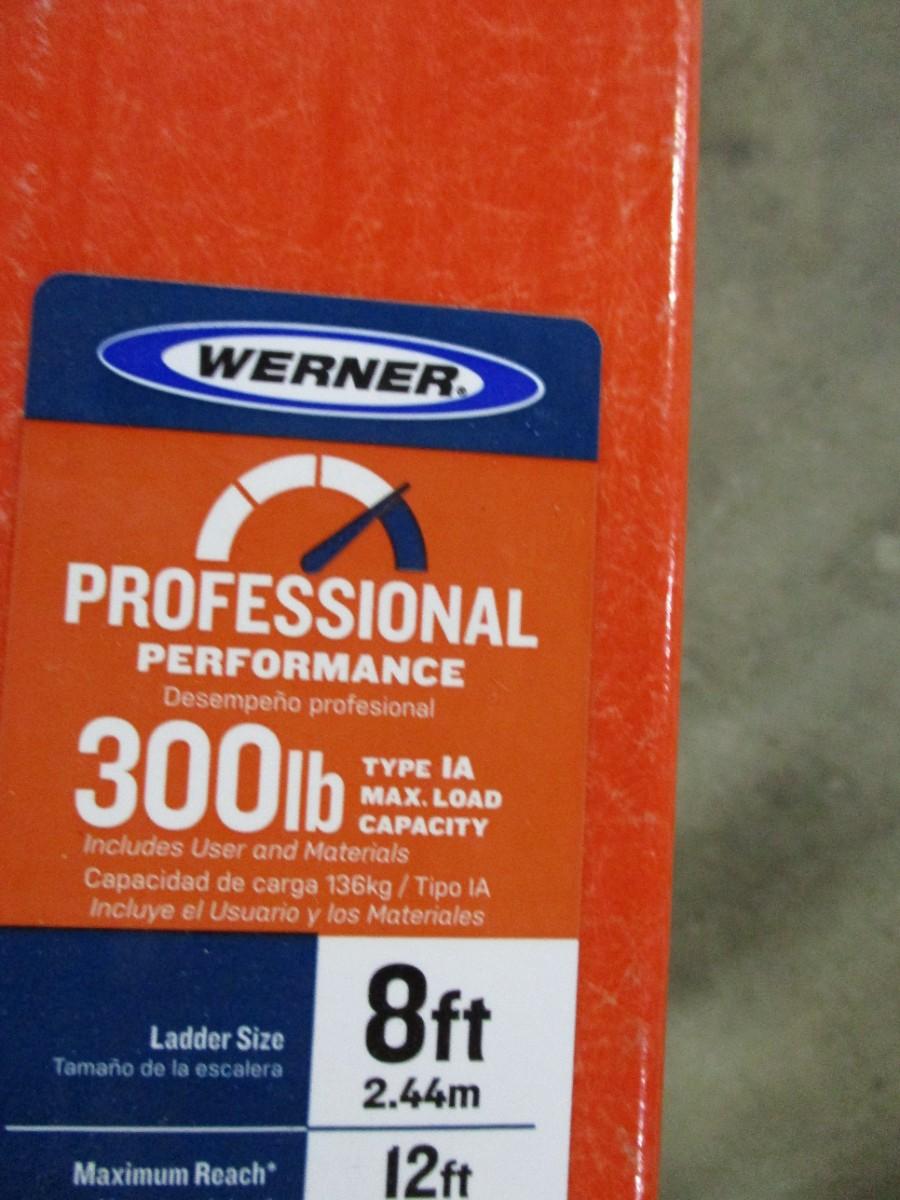 WERNER®
PROFESSIONAL
PERFORMANCE
Desempeño profesional
300lb TYPE IA
MAX. LOAD
CAPACITY
Includes User and Materials
Capacidad de carga 136kg / Tipo IA
Incluye el Usuario y los Materiales
Ladder Size
Tamaño de la escalera
8ft
2.44m
Maximum Reach* 12ft